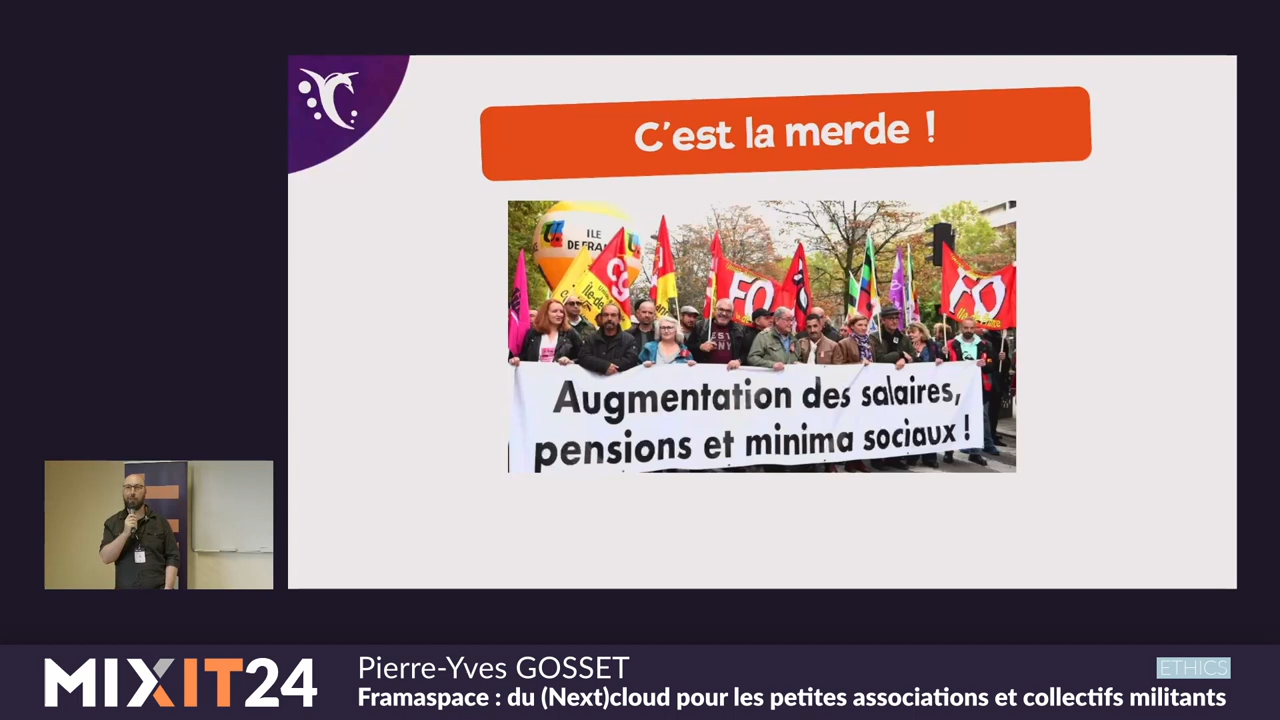 C'est la merde !
ILE
DE FRANCE
CGT
FO
FO
Augmentation des salaires,
pensions et minima sociaux !
MIXIT24
Pierre-Yves GOSSET
ETHICS
Framaspace : du (Next)cloud pour les petites associations et collectifs militants